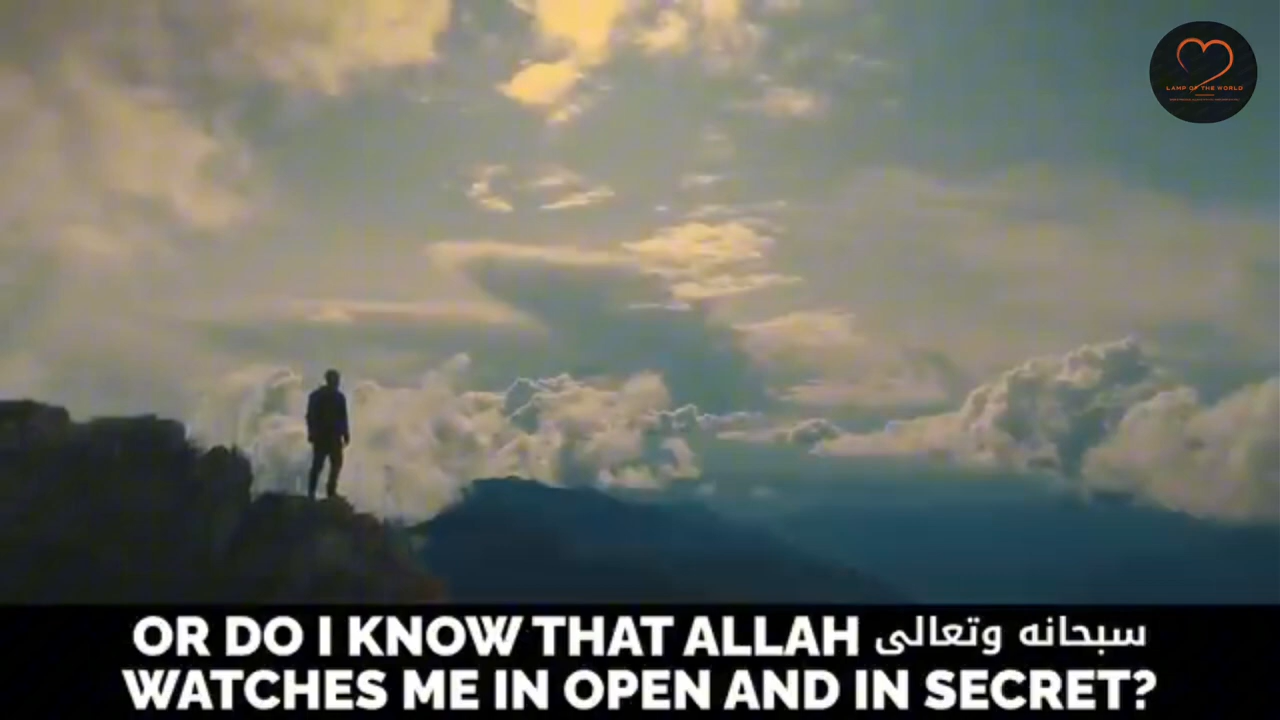 LAMP OF THE WORLD
OR DO I KNOW THAT ALLAH سبحانه وتعالى
WATCHES ME IN OPEN AND IN SECRET?